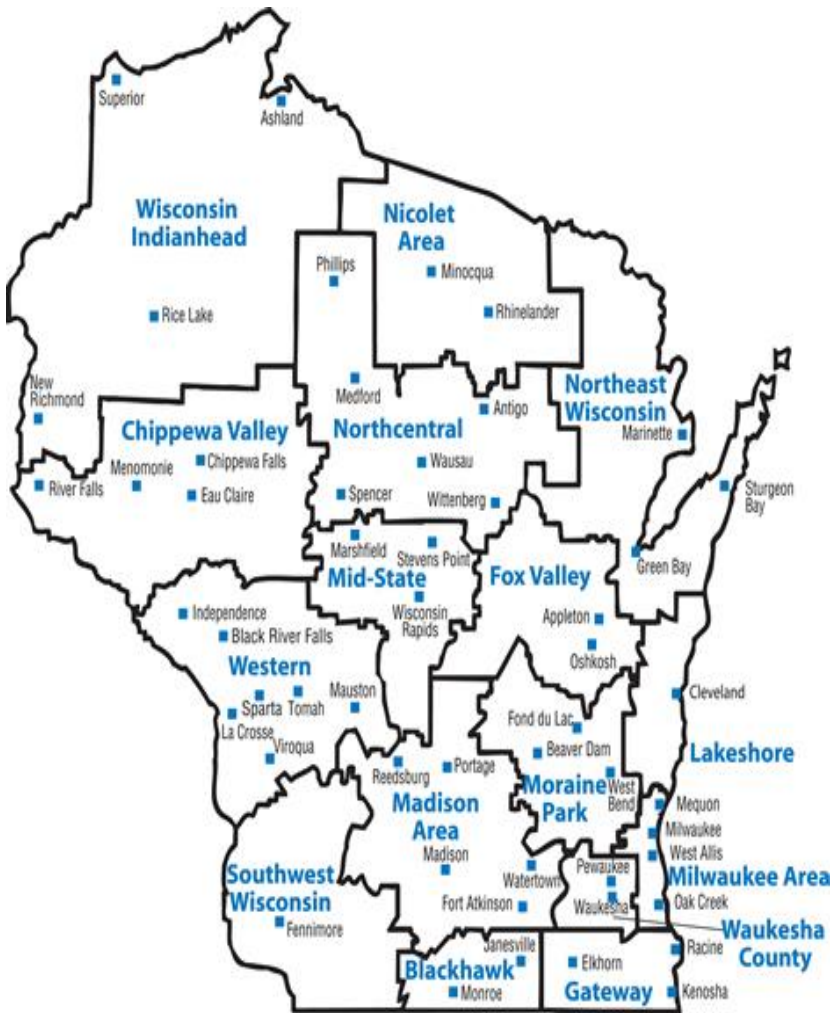 Superior
Ashland
Wisconsin
Indianhead
Nicolet
Area
Phillips
Minocqua
Rice Lake
Rhinelander
New
Richmond
Medford
Antigo
Northeast
Wisconsin
Chippewa Valley
Northcentral
Marinette
Chippewa Falls
Wausau
River Falls
Menomonie
Eau Claire
Spencer
Wittenberg
Sturgeon
Bay
Marshfield
Stevens Point
Green Bay
Mid-State
Fox Valley
Wisconsin
Rapids
Independence
Black River Falls
Appleton
Oshkosh
Western
Sparta
Tomah
Mauston
La Crosse
Viroqua
Cleveland
Fond du Lac
Beaver Dam
Lakeshore
Reedsburg
Portage
Moraine
Park
West
Bend
Madison
Area
Mequon
Milwaukee
West Allis
Madison
Watertown
Pewaukee
Waukesha
Milwaukee Area
Southwest
Wisconsin
Fennimore
Fort Atkinson
Oak Creek
Waukesha
County
Janesville
Blackhawk
Monroe
Elkhorn
Gateway
Racine
Kenosha